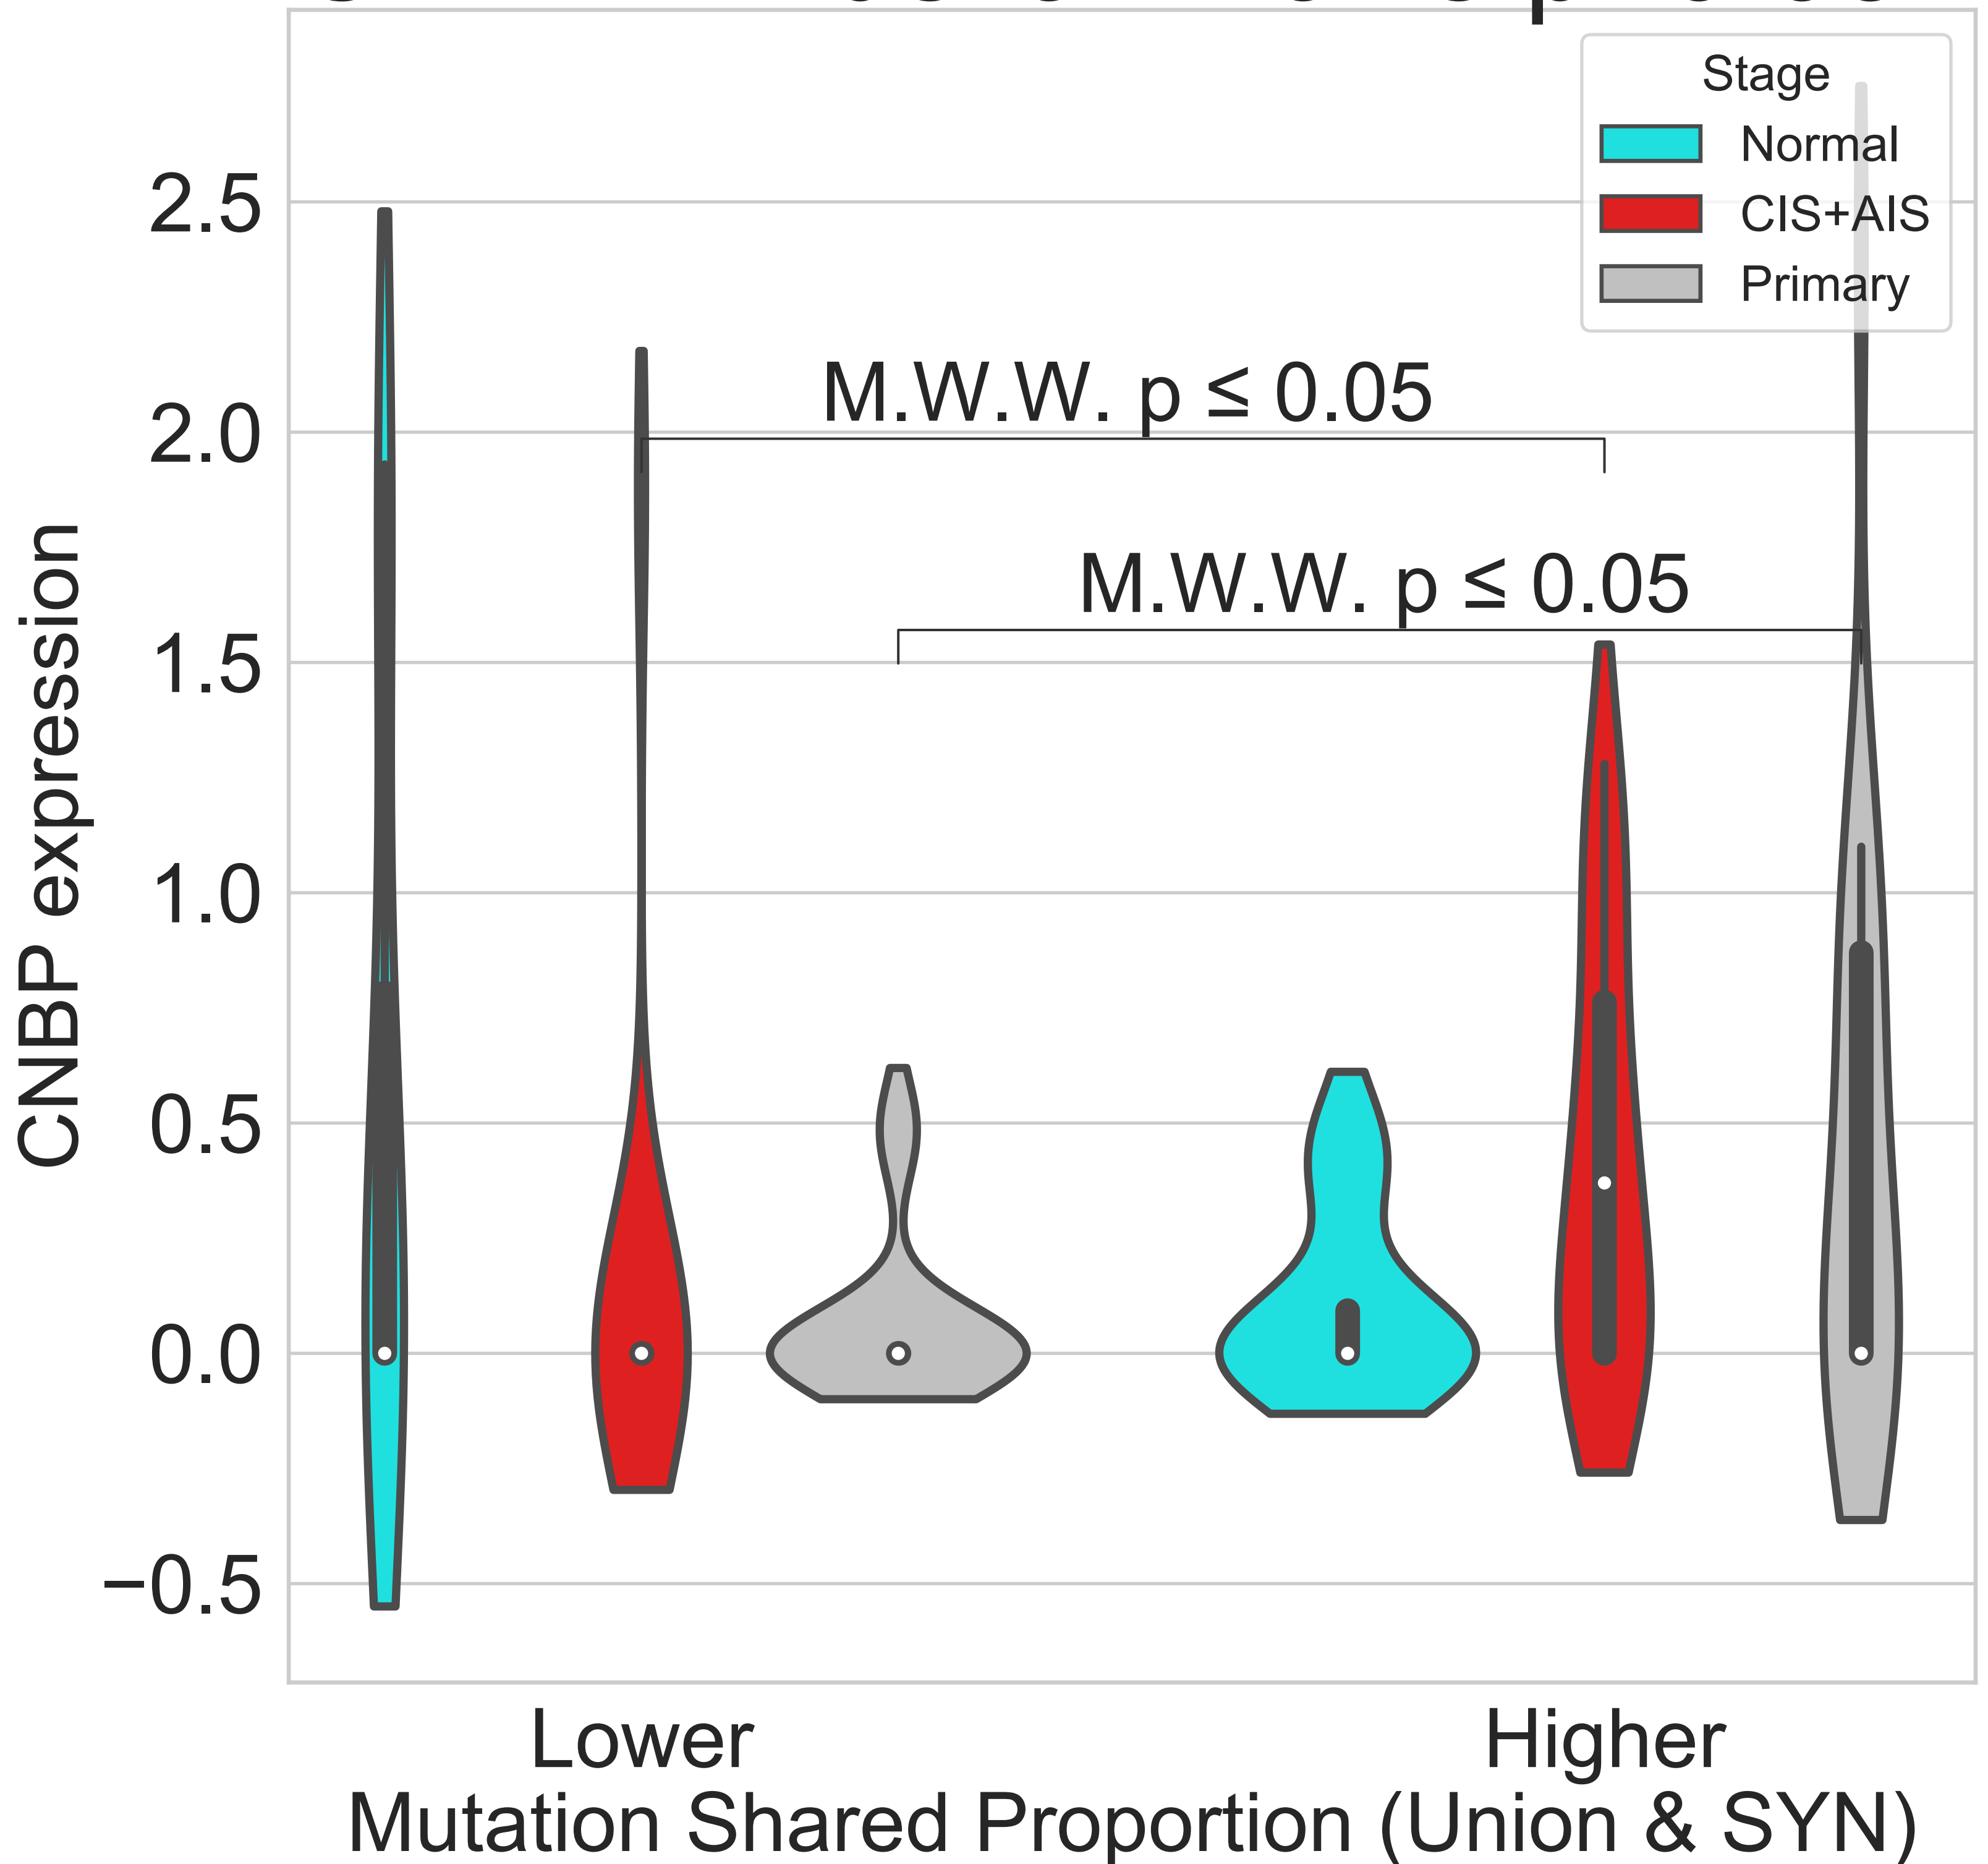 Stage
Normal
CIS+AIS
Primary
2.5
2.0
1.5
1.0
0.5
0.0
−0.5
CNBP expression
M.W.W. p ≤ 0.05
M.W.W. p ≤ 0.05
Lower
Higher
Mutation Shared Proportion (Union & SYN)